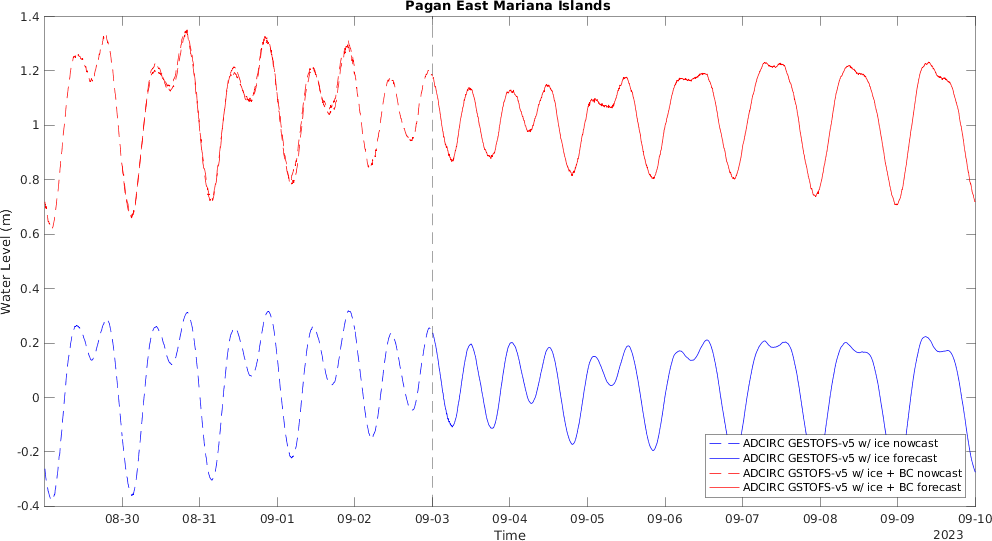 Pagan East Mariana Islands
Water Level (m)
1.4
1.2
1
0.8
0.6
0.4
0.2
0
-0.2
-0.4
ADCIRC GESTOFS-v5 w/ ice nowcast
ADCIRC GESTOFS-v5 w/ ice forecast
ADCIRC GSTOFS-v5 w/ ice + BC nowcast
ADCIRC GSTOFS-v5 w/ ice + BC forecast
08-30 08-31 09-01 09-02 09-03 09-04 09-05 09-06 09-07 09-08 09-09 09-10
Time
2023